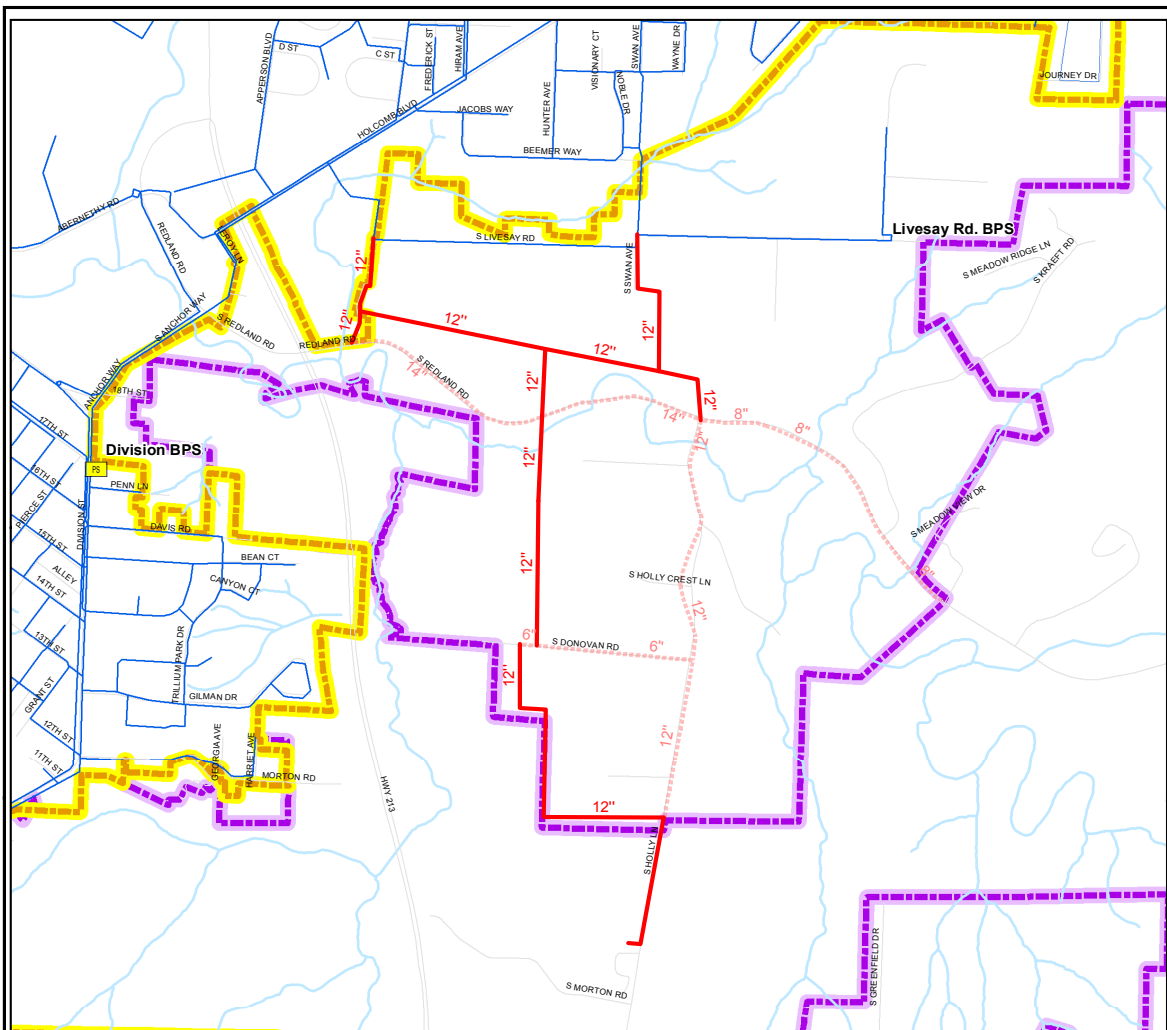 D ST
C ST
APPERSON BLVD
FREDERICK ST
HIRAM AVE
VISIONARY CT
SWAN AVE
WAYNE DR
JOURNEY DR
HOLCOMB BLVD
JACOBS WAY
HUNTER AVE
NOBLE DR
BEEMER WAY
ABERNETHY RD
REDLAND RD
LEROY LN
S LIVESAY RD
S SWAN AVE
Livesay Rd. BPS
S MEADOW RIDGE LN
S KRAEFT RD
12"
S ANCHOR WAY
S REDLAND RD
REDLAND RD
12"
12"
12"
12"
ANCHOR WAY
18TH ST
S REDLAND RD
14"
12"
12"
14"
8"
8"
17TH ST
Division BPS
PS
12"
12"
16TH ST
PENN LN
PIERCE ST
DIVISION ST
DAVIS RD
S MEADOW VIEW DR
15TH ST
BEAN CT
12"
8"
ALLEY
14TH ST
CANYON CT
S HOLLY CREST LN
12"
13TH ST
TRILLIUM PARK DR
6"
S DONOVAN RD
6"
12"
GRANT ST
GILMAN DR
12TH ST
GEORGIA AVE
HARRIET AVE
12"
11TH ST
MORTON RD
HWY 213
12"
S HOLLY LN
S GREENFIELD DR
S MORTON RD